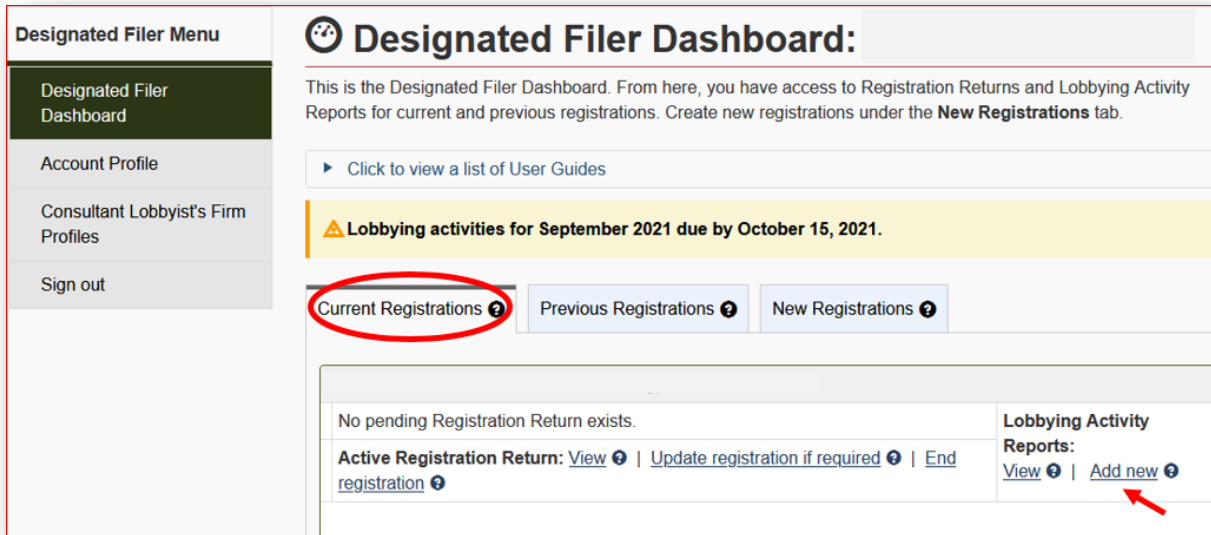 Designated Filer Menu
Designated Filer
Dashboard
Account Profile
Consultant Lobbyist's Firm
Profiles
Sign out
Designated Filer Dashboard:
This is the Designated Filer Dashboard. From here, you have access to Registration Returns and Lobbying Activity
Reports for current and previous registrations. Create new registrations under the New Registrations tab.
Click to view a list of User Guides
Lobbying activities for September 2021 due by October 15, 2021.
Current Registrations ? Previous Registrations ? New Registrations ?
No pending Registration Return exists.
Active Registration Return: View ? | Update registration if required ? | End
registration ?
Lobbying Activity
Reports:
View ? | Add new ?